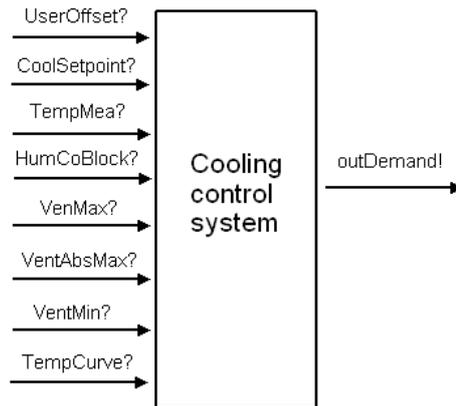 UserOffset?
CoolSetpoint?
TempMea?
HumCoBlock?
VenMax?
VentAbsMax?
VentMin?
TempCurve?
Cooling
control
system
outDemand!